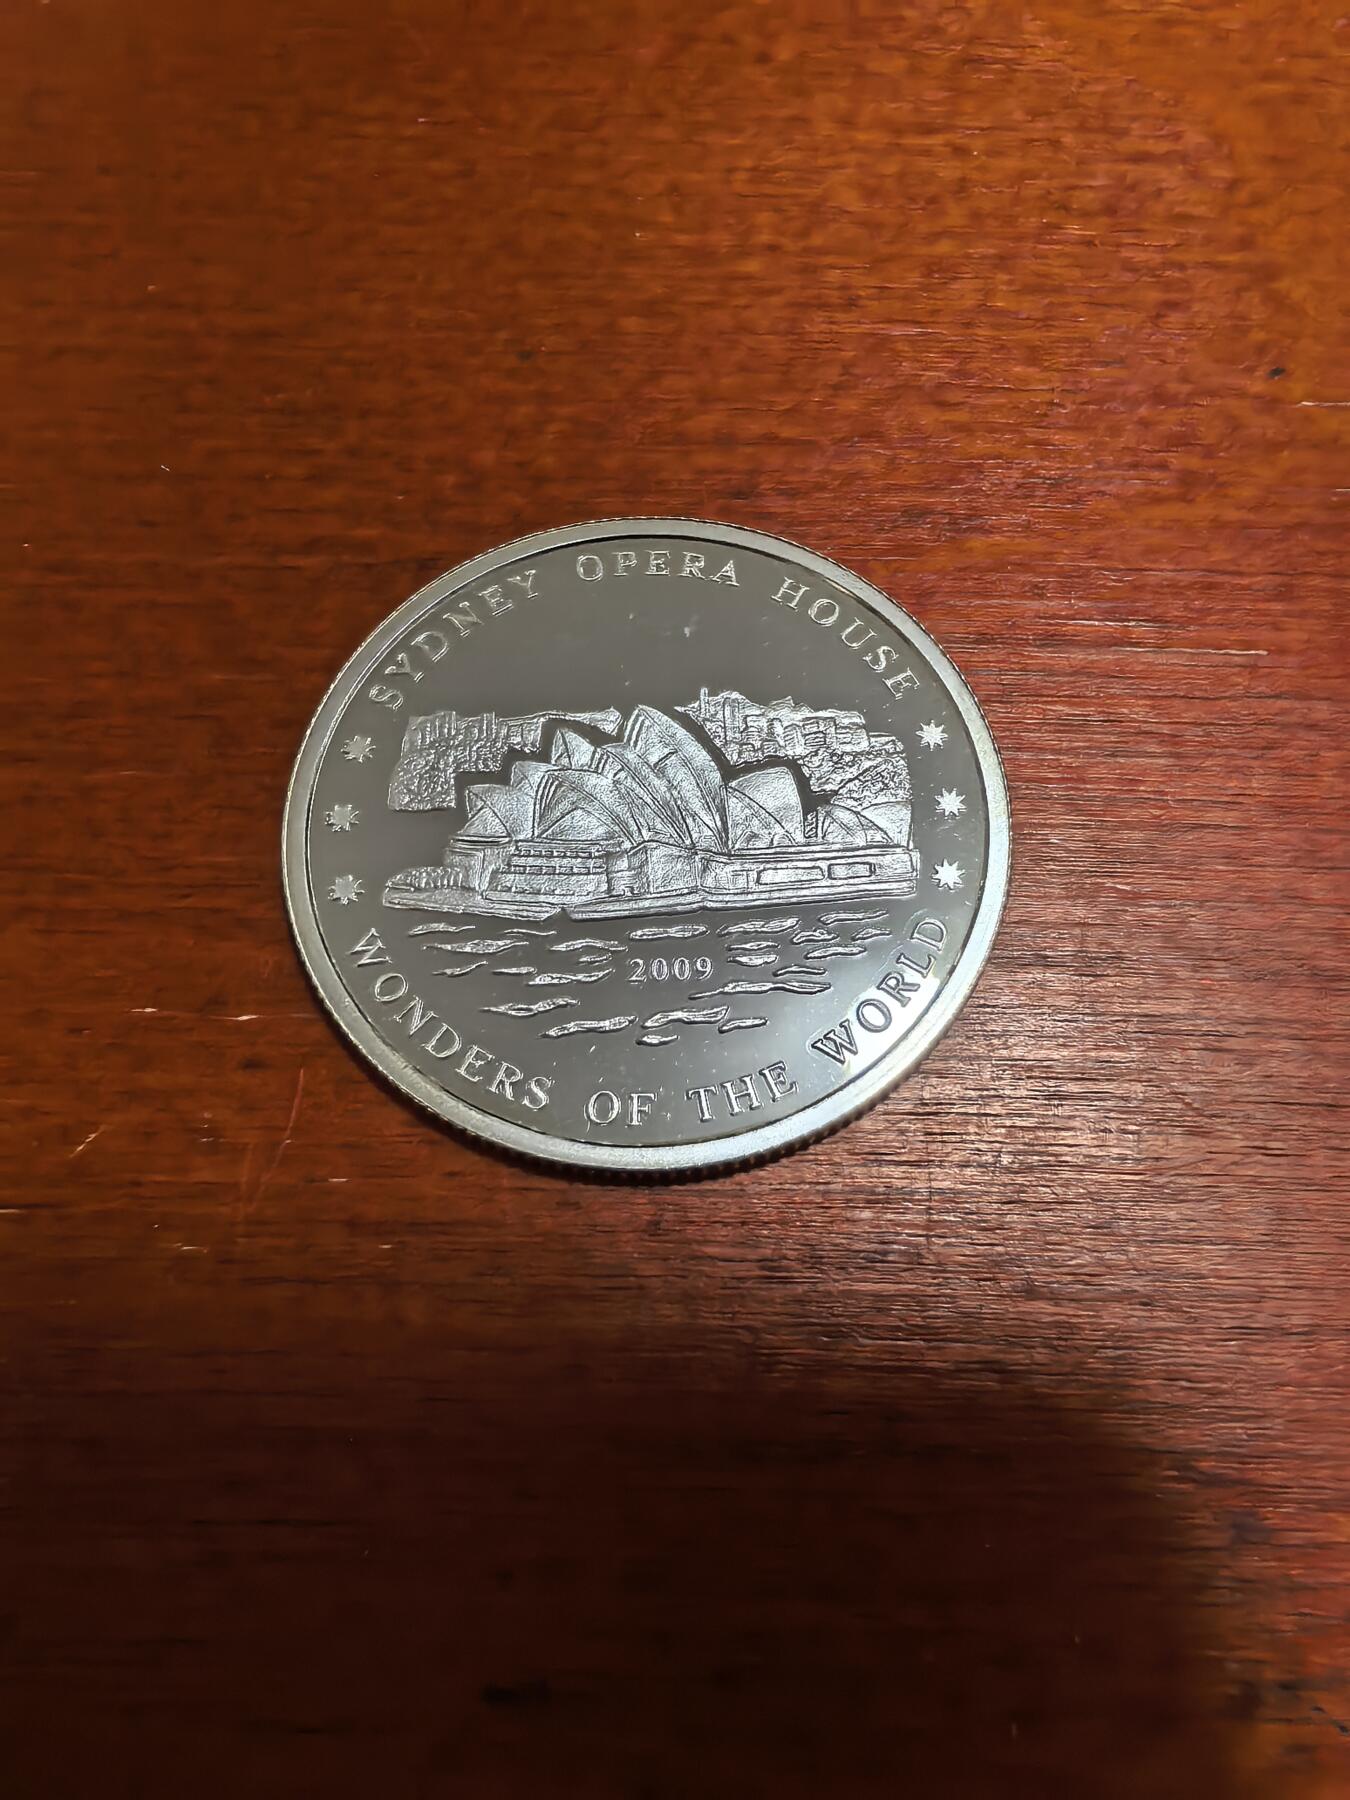 SYDNEY OPERA HOUSE
2009
WONDERS OF THE WORLD